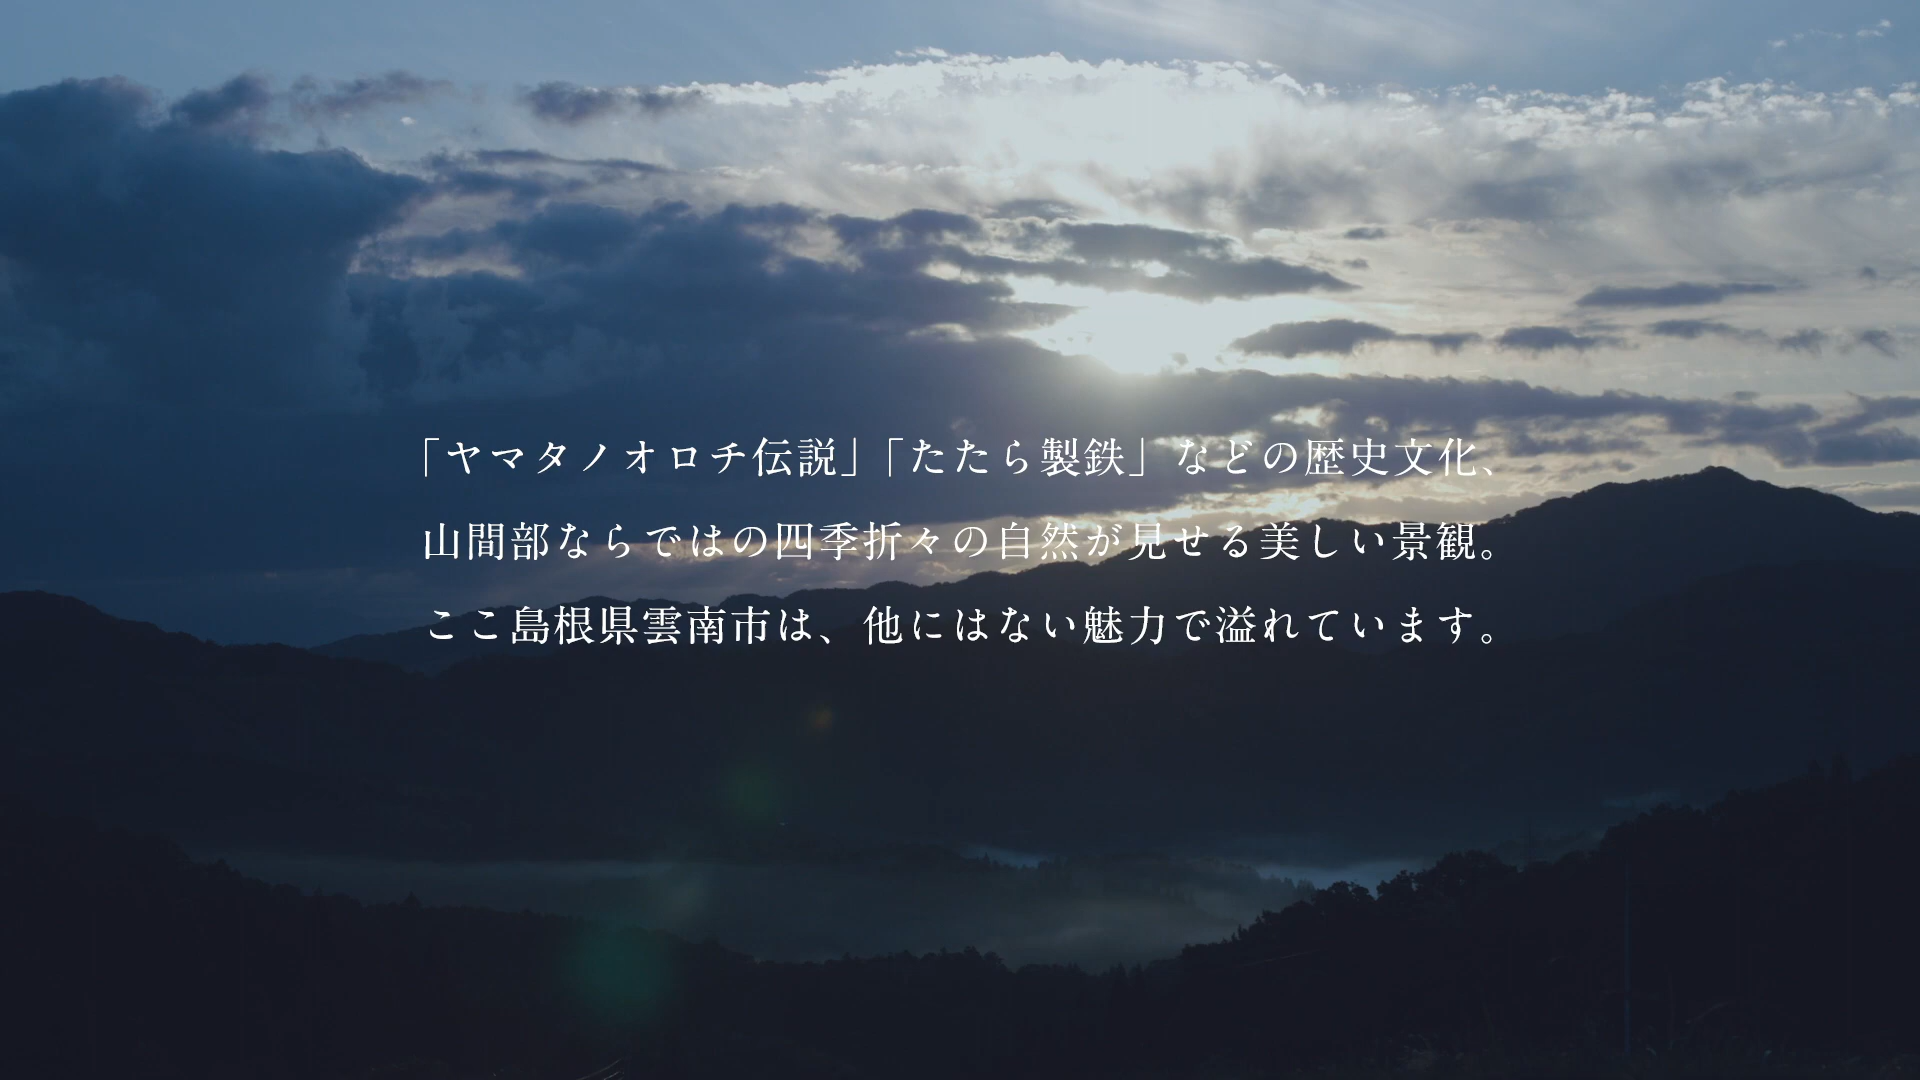 「ヤマタノオロチ伝説」「たたら製鉄」などの歴史文化、
山間部ならではの四季折々の自然が見せる美しい景観。
ここ島根県雲南市は、他にはない魅力で溢れています。